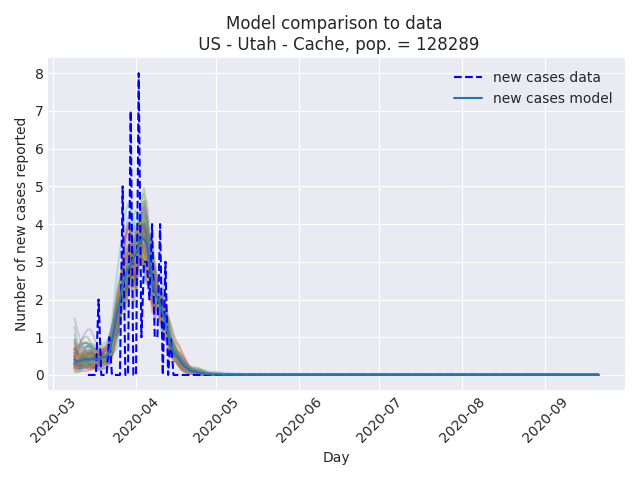 Model comparison to data
US - Utah - Cache, pop. = 128289
new cases data
new cases model
Number of new cases reported
8
7
6
5
4
3
2
1
0
2020-03
2020-04
2020-05
2020-06
2020-07
2020-08
2020-09
Day